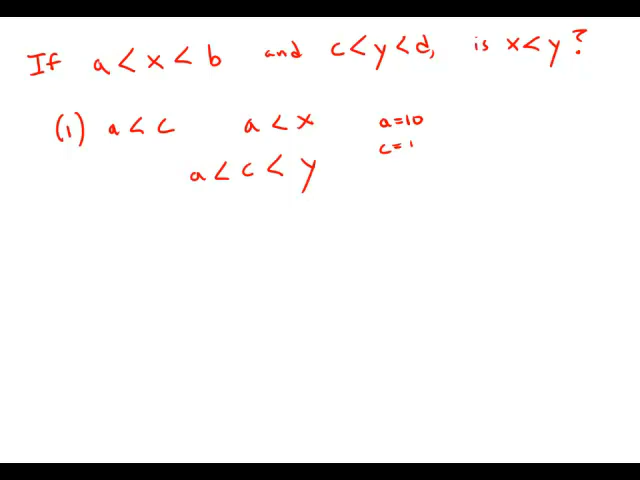 If a < x < b and c < y < d, is x < y ?
(1) a < c a < x a = 10
c = 1
a < c < y